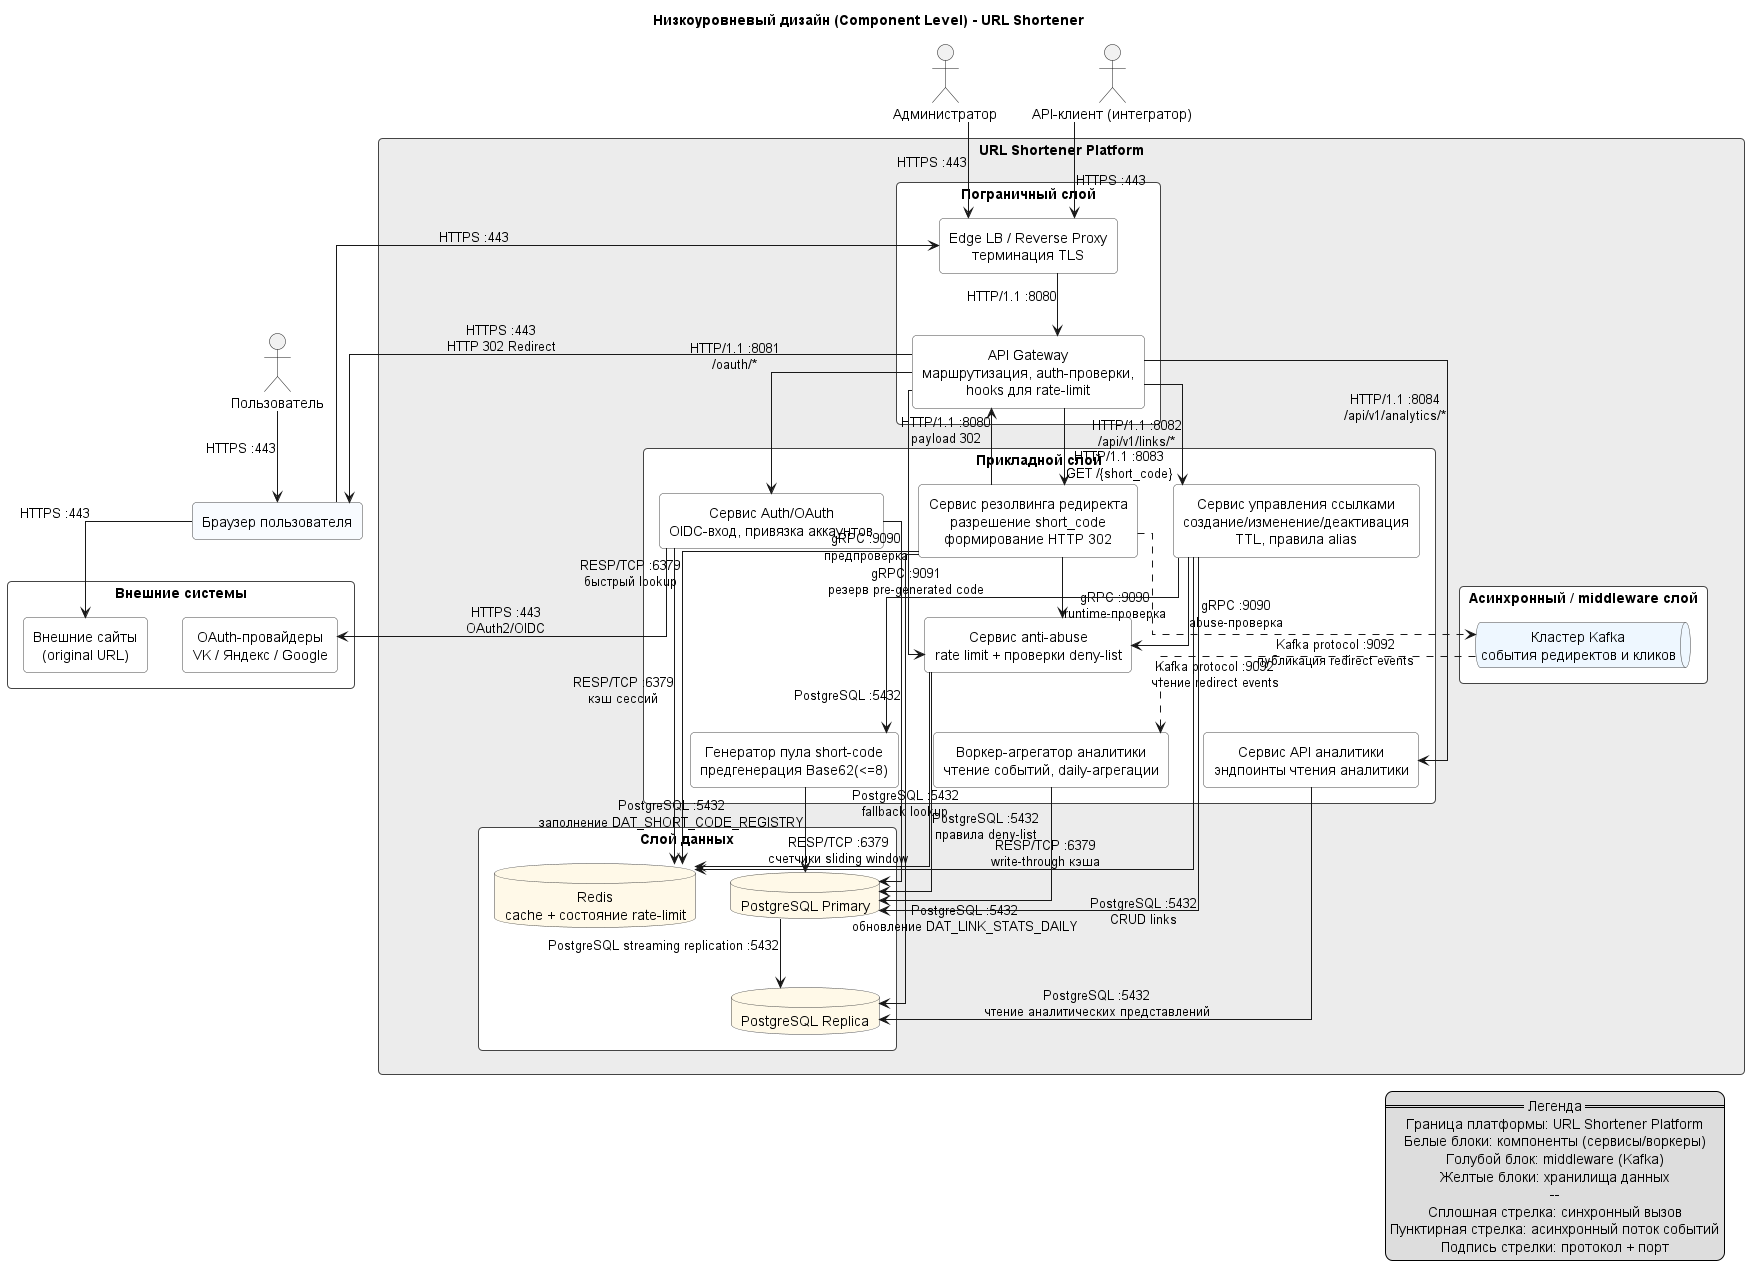 Низкоуровневый дизайн (Component Level) - URL Shortener
Администратор
API-клиент (интегратор)
URL Shortener Platform
HTTPS :443
HTTPS :443
Пограничный слой
Edge LB / Reverse Proxy
терминация TLS
HTTPS :443
HTTP/1.1 :8080
HTTPS :443
HTTP 302 Redirect
HTTP/1.1 :8081
/oauth/*
API Gateway
маршрутизация, auth-проверки,
hooks для rate-limit
HTTP/1.1 :8084
/api/v1/analytics/*
Пользователь
HTTPS :443
HTTP/1.1 :8080
payload 302
HTTP/1.1 :8082
/api/v1/links/*
HTTP/1.1 :8083
GET /{short_code}
Прикладной слой
Браузер пользователя
HTTPS :443
Сервис Auth/OAuth
OIDC-вход, привязка аккаунтов
Сервис резолвинга редиректа
разрешение short_code
формирование HTTP 302
Сервис управления ссылками
создание/изменение/деактивация
TTL, правила alias
gRPC :9090
предпроверка
RESP/TCP :6379
быстрый lookup
gRPC :9091
резерв pre-generated code
gRPC :9090
runtime-проверка
gRPC :9090
abuse-проверка
Внешние системы
Внешние сайты
(original URL)
OAuth-провайдеры
VK / Яндекс / Google
HTTPS :443
OAuth2/OIDC
Сервис anti-abuse
rate limit + проверки deny-list
Асинхронный / middleware слой
Кластер Kafka
события редиректов и кликов
Kafka protocol :9092
публикация redirect events
Kafka protocol :9092
чтение redirect events
RESP/TCP :6379
кэш сессий
PostgreSQL :5432
Генератор пула short-code
предгенерация Base62(<=8)
Воркер-агрегатор аналитики
чтение событий, daily-агрегации
Сервис API аналитики
эндпоинты чтения аналитики
PostgreSQL :5432
заполнение DAT_SHORT_CODE_REGISTRY
PostgreSQL :5432
fallback lookup
PostgreSQL :5432
правила deny-list
Слой данных
RESP/TCP :6379
счетчики sliding window
RESP/TCP :6379
write-through кэша
Redis
cache + состояние rate-limit
PostgreSQL Primary
PostgreSQL :5432
обновление DAT_LINK_STATS_DAILY
PostgreSQL :5432
CRUD links
PostgreSQL streaming replication :5432
PostgreSQL Replica
PostgreSQL :5432
чтение аналитических представлений
Легенда
Граница платформы: URL Shortener Platform
Белые блоки: компоненты (сервисы/воркеры)
Голубой блок: middleware (Kafka)
Желтые блоки: хранилища данных
--
Сплошная стрелка: синхронный вызов
Пунктирная стрелка: асинхронный поток событий
Подпись стрелки: протокол + порт